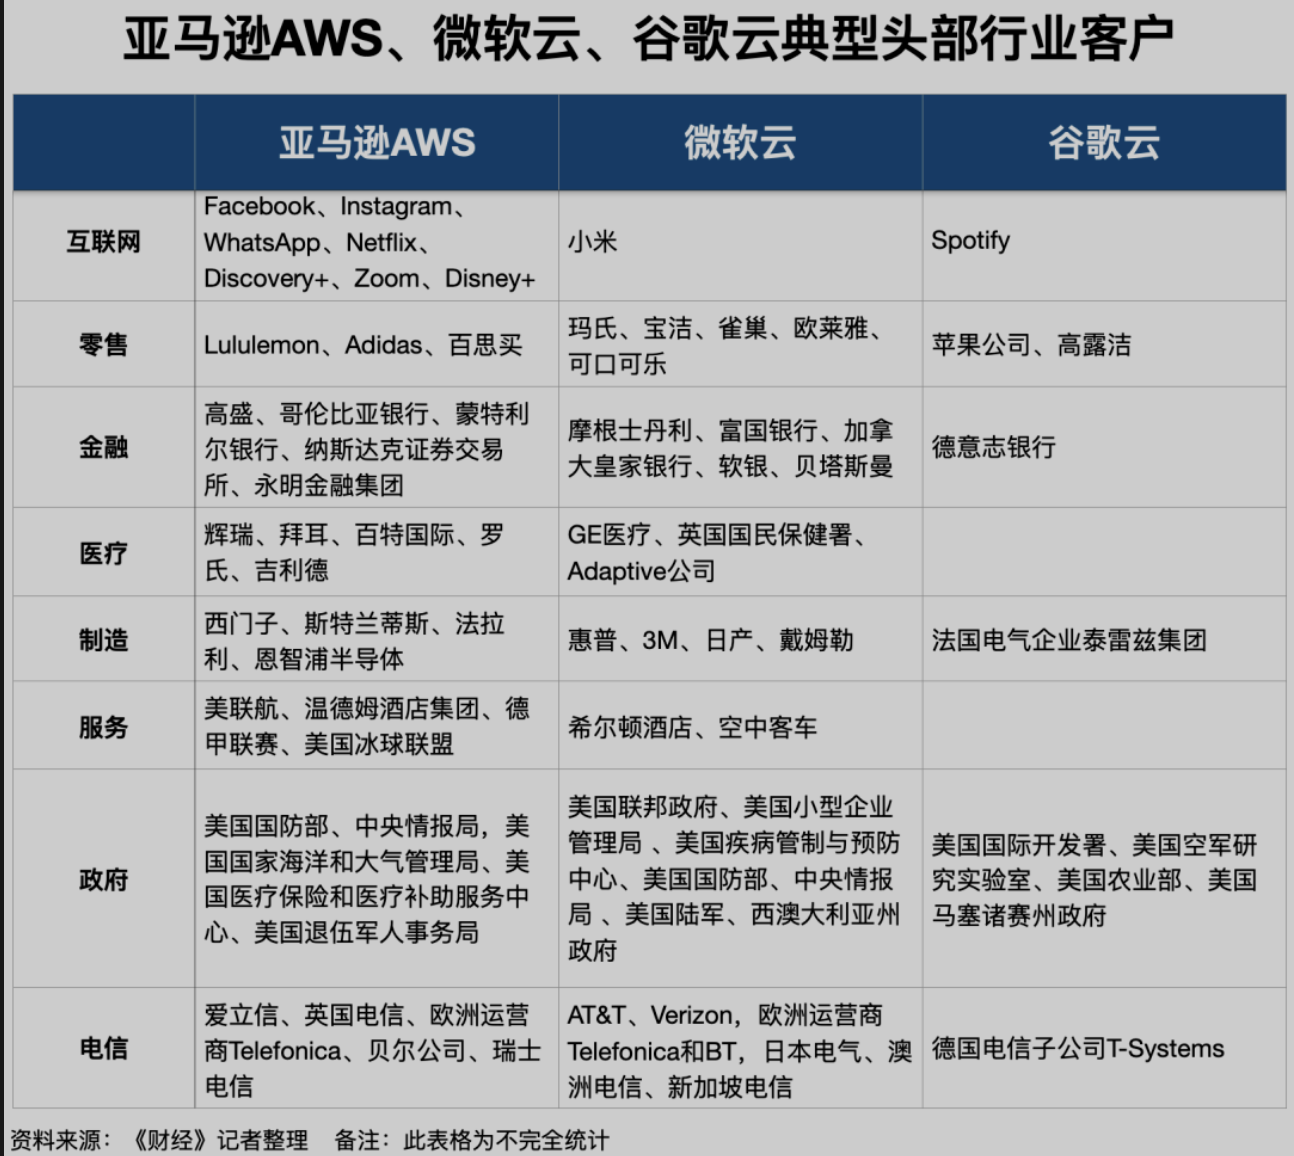 亚马逊AWS、微软云、谷歌云典型头部行业客户
亚马逊AWS
微软云
谷歌云
互联网
Facebook、Instagram、
WhatsApp、Netflix、
Discovery+、Zoom、Disney+
小米
Spotify
零售
Lululemon、Adidas、百思买
玛氏、宝洁、雀巢、欧莱雅、
可口可乐
苹果公司、高露洁
金融
高盛、哥伦比亚银行、蒙特利
尔银行、纳斯达克证券交易
所、永明金融集团
摩根士丹利、富国银行、加拿
大皇家银行、软银、贝塔斯曼
德意志银行
医疗
辉瑞、拜耳、百特国际、罗
氏、吉利德
GE医疗、英国国民保健署、
Adaptive公司
制造
西门子、斯特兰蒂斯、法拉
利、恩智浦半导体
惠普、3M、日产、戴姆勒
法国电气企业泰雷兹集团
服务
美联航、温德姆酒店集团、德
甲联赛、美国冰球联盟
希尔顿酒店、空中客车
政府
美国国防部、中央情报局，美
国国家海洋和大气管理局、美
国医疗保险和医疗补助服务中
心、美国退伍军人事务局
美国联邦政府、美国小型企业
管理局 、美国疾病管制与预防
中心、美国国防部、中央情报
局 、美国陆军、西澳大利亚州
政府
美国国际开发署、美国空军研
究实验室、美国农业部、美国
马塞诸赛州政府
电信
爱立信、英国电信、欧洲运营
商Telefonica、贝尔公司、瑞士
电信
AT&T、Verizon，欧洲运营商
Telefonica和BT，日本电气、澳
洲电信、新加坡电信
德国电信子公司T-Systems
资料来源：《财经》记者整理 备注：此表格为不完全统计